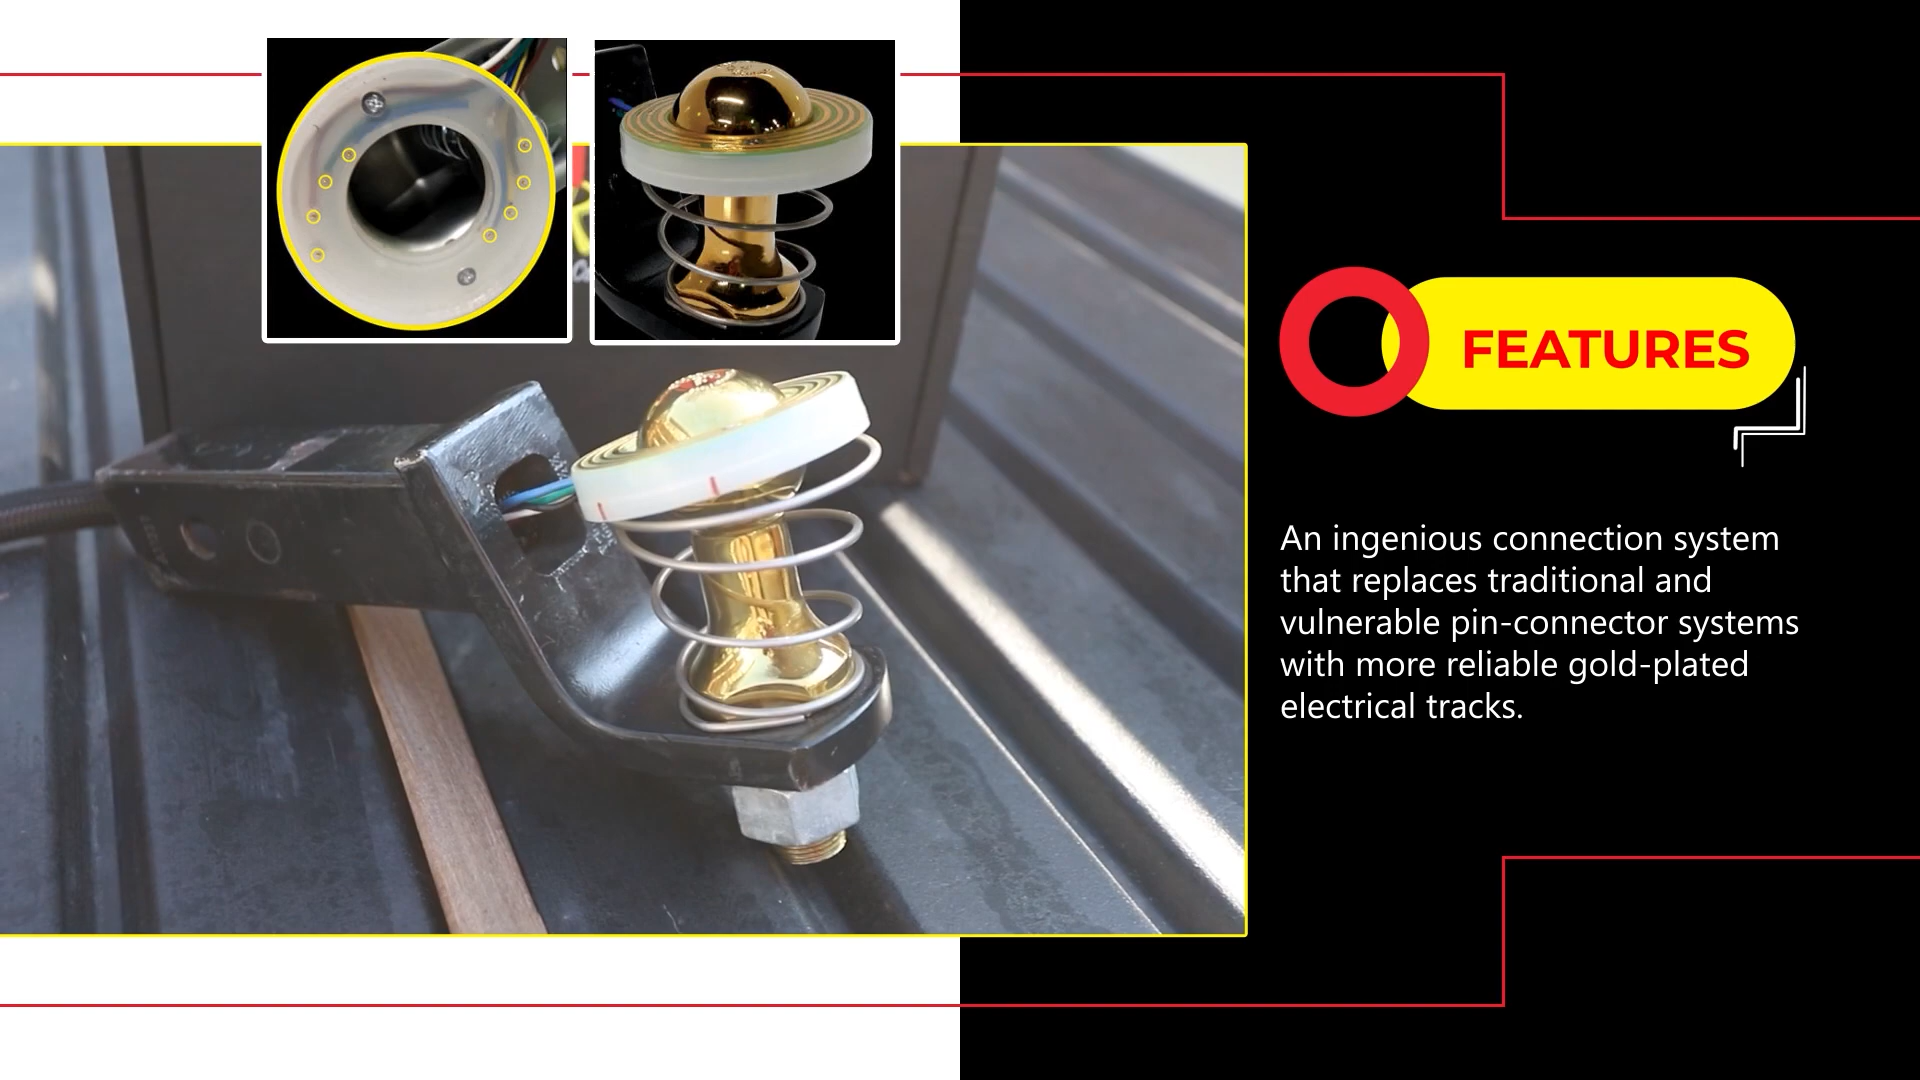 FEATURES
An ingenious connection system
that replaces traditional and
vulnerable pin-connector systems
with more reliable gold-plated
electrical tracks.